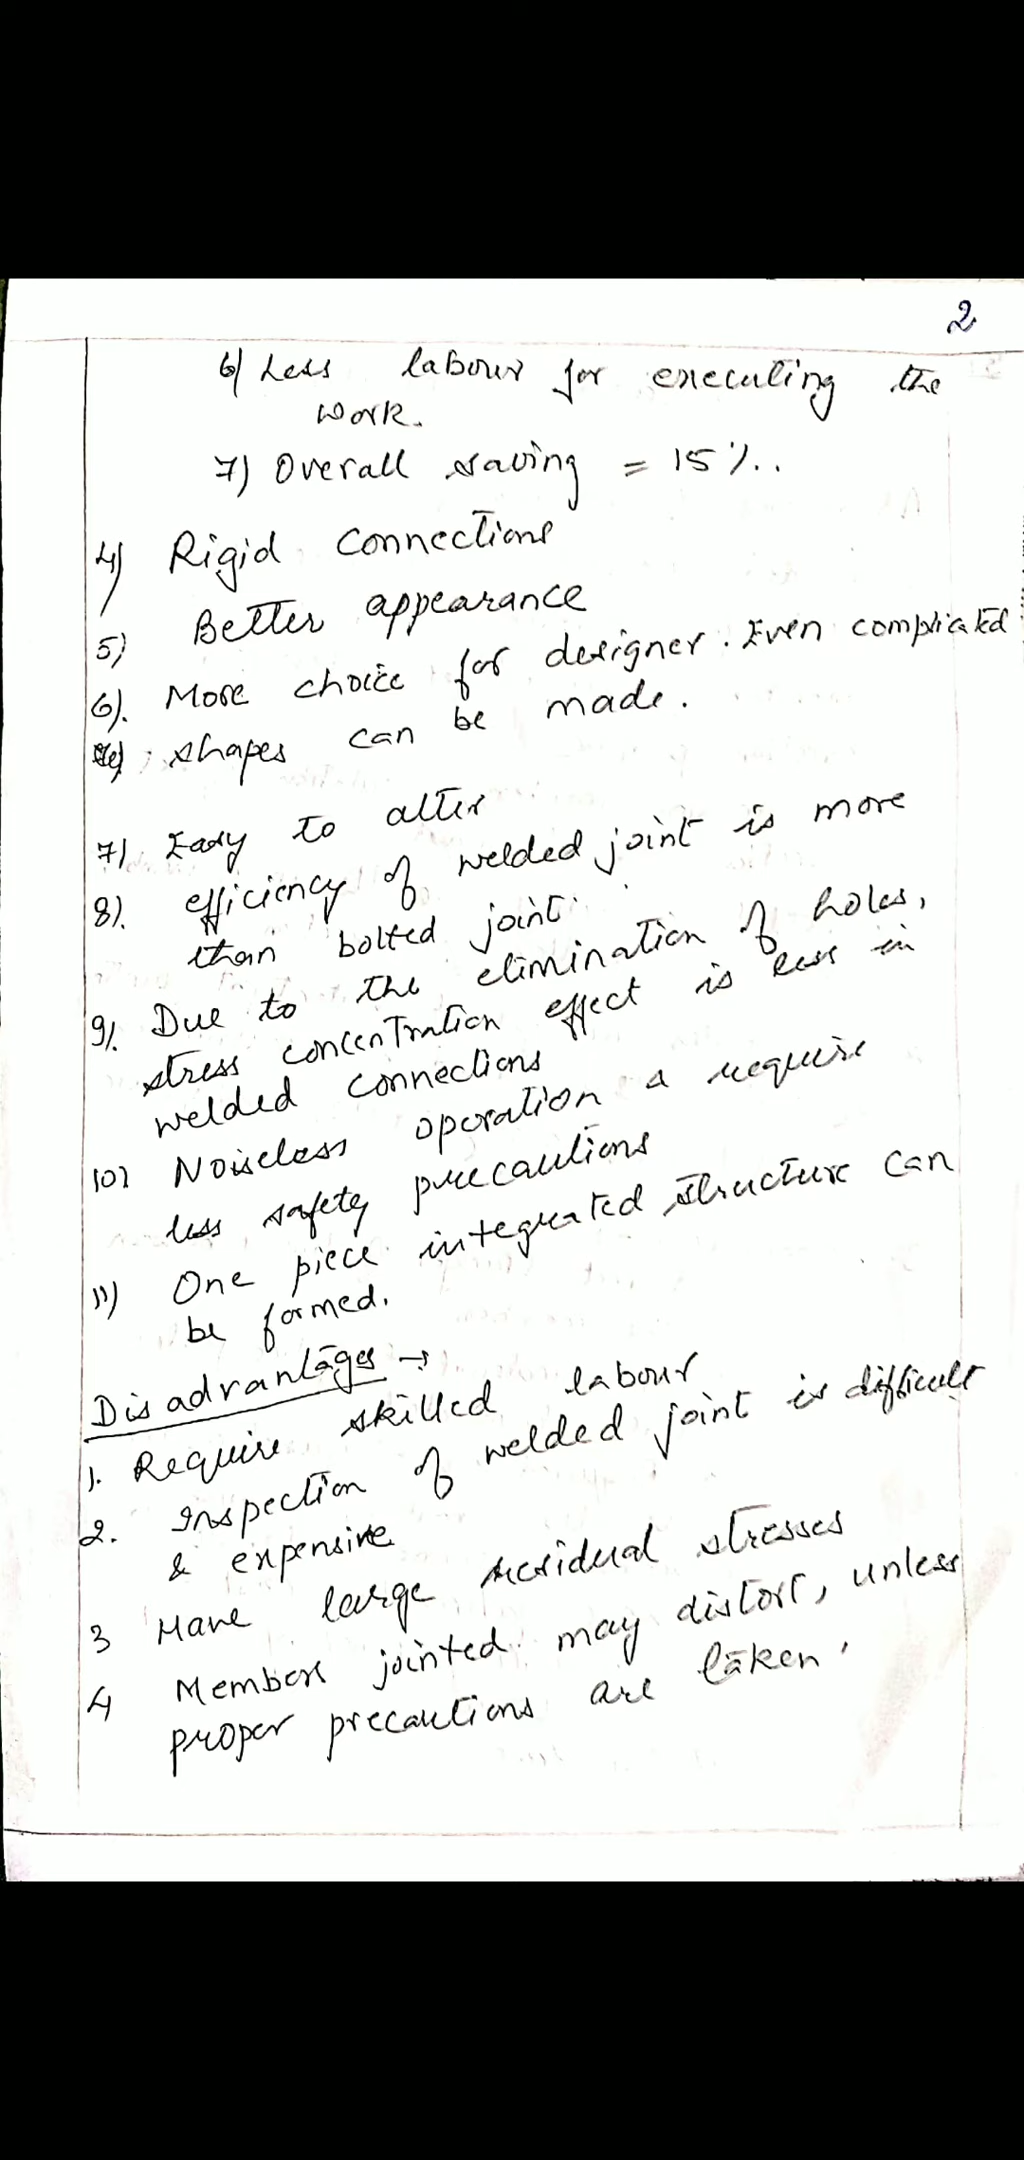 2
6) Less labour for executing the
work.
7) Overall saving = 15%..
4) Rigid Connections
5) Better appearance
6). More choice for designer. Even complicated
shapes can be made.
7) Easy to alter
8). efficiency of welded joint is more
than bolted joint.
9). Due to the elimination of holes,
stress concentration effect is less in
welded connections
10) Noiseless operation & require
less safety precautions
11) One piece integrated structure can
be formed.
Disadvantages →
1. Require skilled labour
2. Inspection of welded joint is difficult
& expensive
3 Have large residual stresses
4 Members jointed may distort, unless
proper precautions are taken.